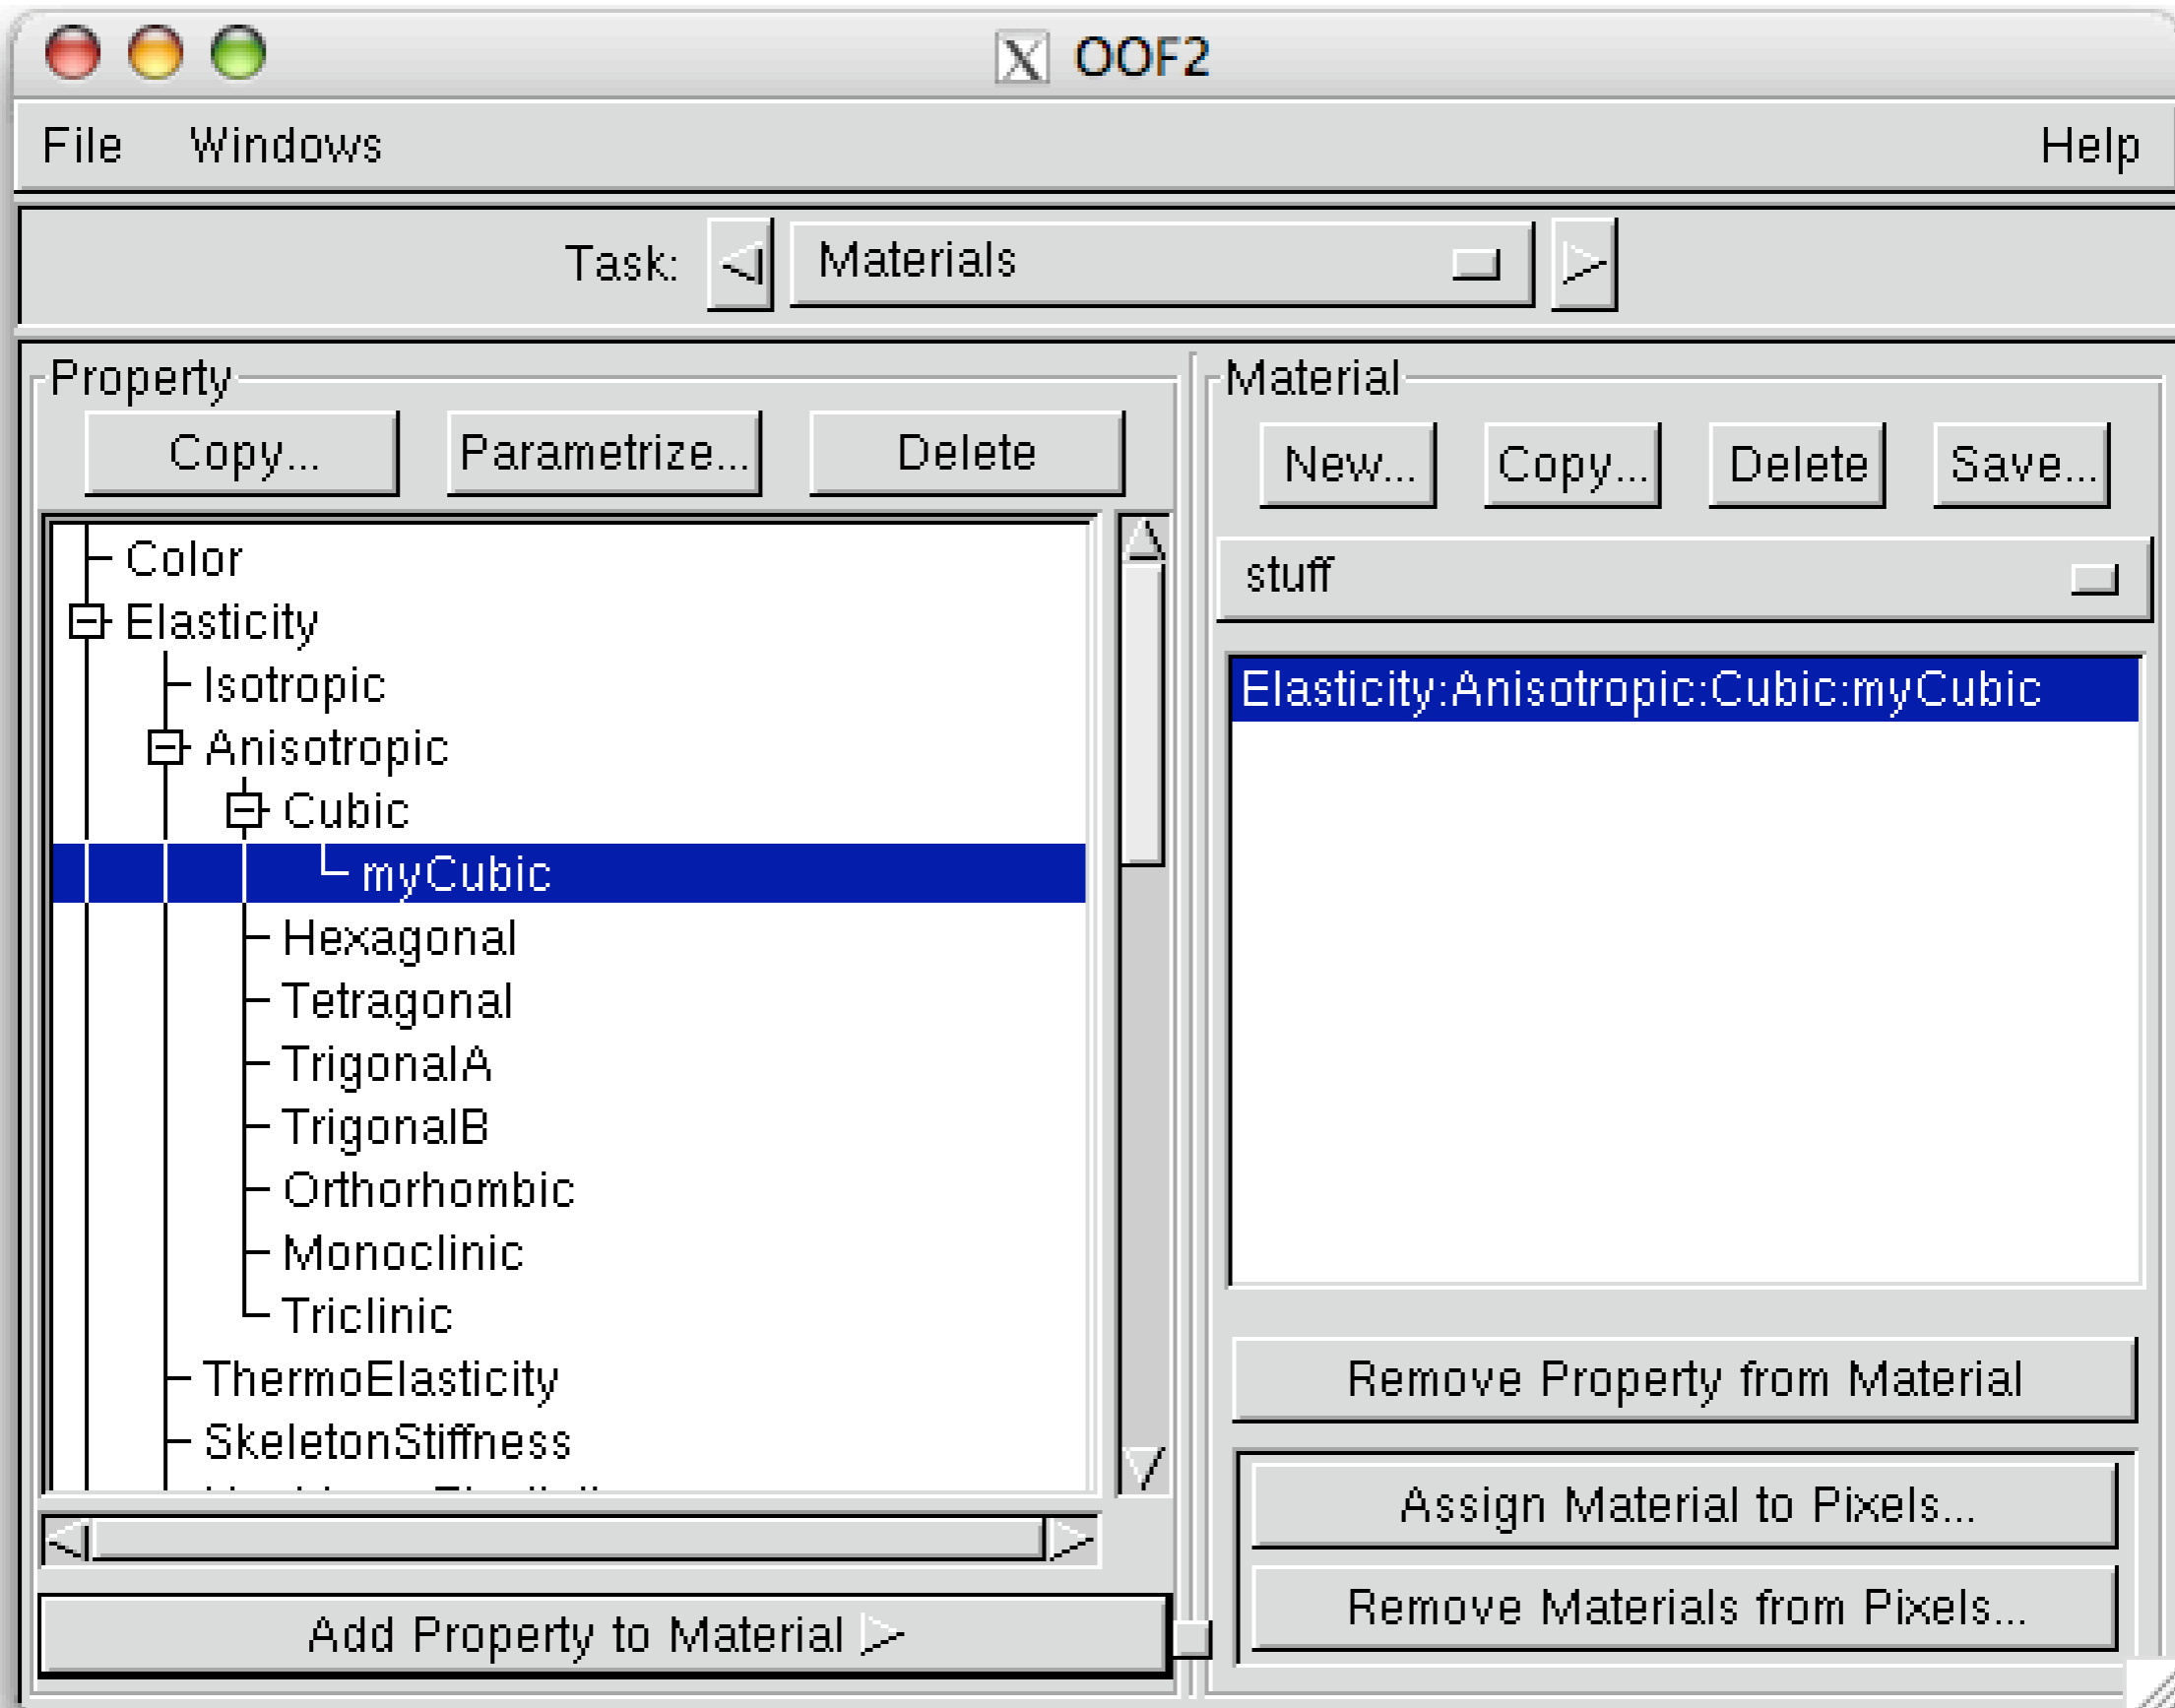 OOF2
File Windows Help
Task: Materials
Property
Copy... Parametrize... Delete
Color
Elasticity
Isotropic
Anisotropic
Cubic
myCubic
Hexagonal
Tetragonal
TrigonalA
TrigonalB
Orthorhombic
Monoclinic
Triclinic
ThermoElasticity
SkeletonStiffness
Add Property to Material
Material
New... Copy... Delete Save...
stuff
Elasticity:Anisotropic:Cubic:myCubic
Remove Property from Material
Assign Material to Pixels...
Remove Materials from Pixels...